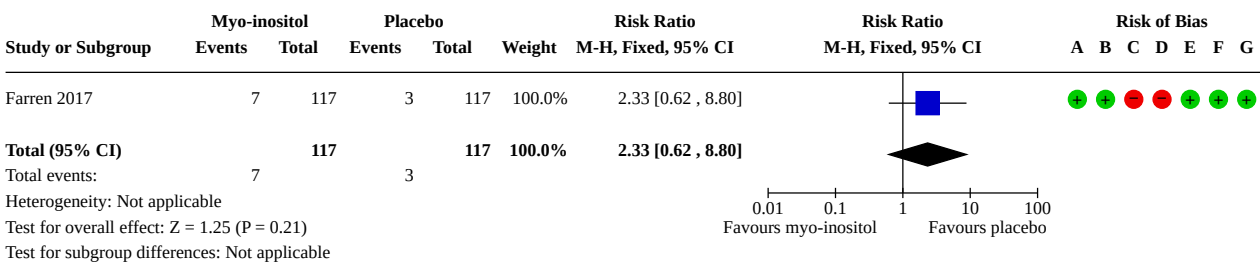 Myo-inositol Placebo Risk Ratio Risk Ratio Risk of Bias
Study or Subgroup Events Total Events Total Weight M-H, Fixed, 95% CI M-H, Fixed, 95% CI A B C D E F G
Farren 2017 7 117 3 117 100.0% 2.33 [0.62 , 8.80] + + − − + + +
Total (95% CI) 117 117 100.0% 2.33 [0.62 , 8.80]
Total events: 7 3
Heterogeneity: Not applicable
0.01 0.1 1 10 100
Test for overall effect: Z = 1.25 (P = 0.21)
Favours myo-inositol Favours placebo
Test for subgroup differences: Not applicable